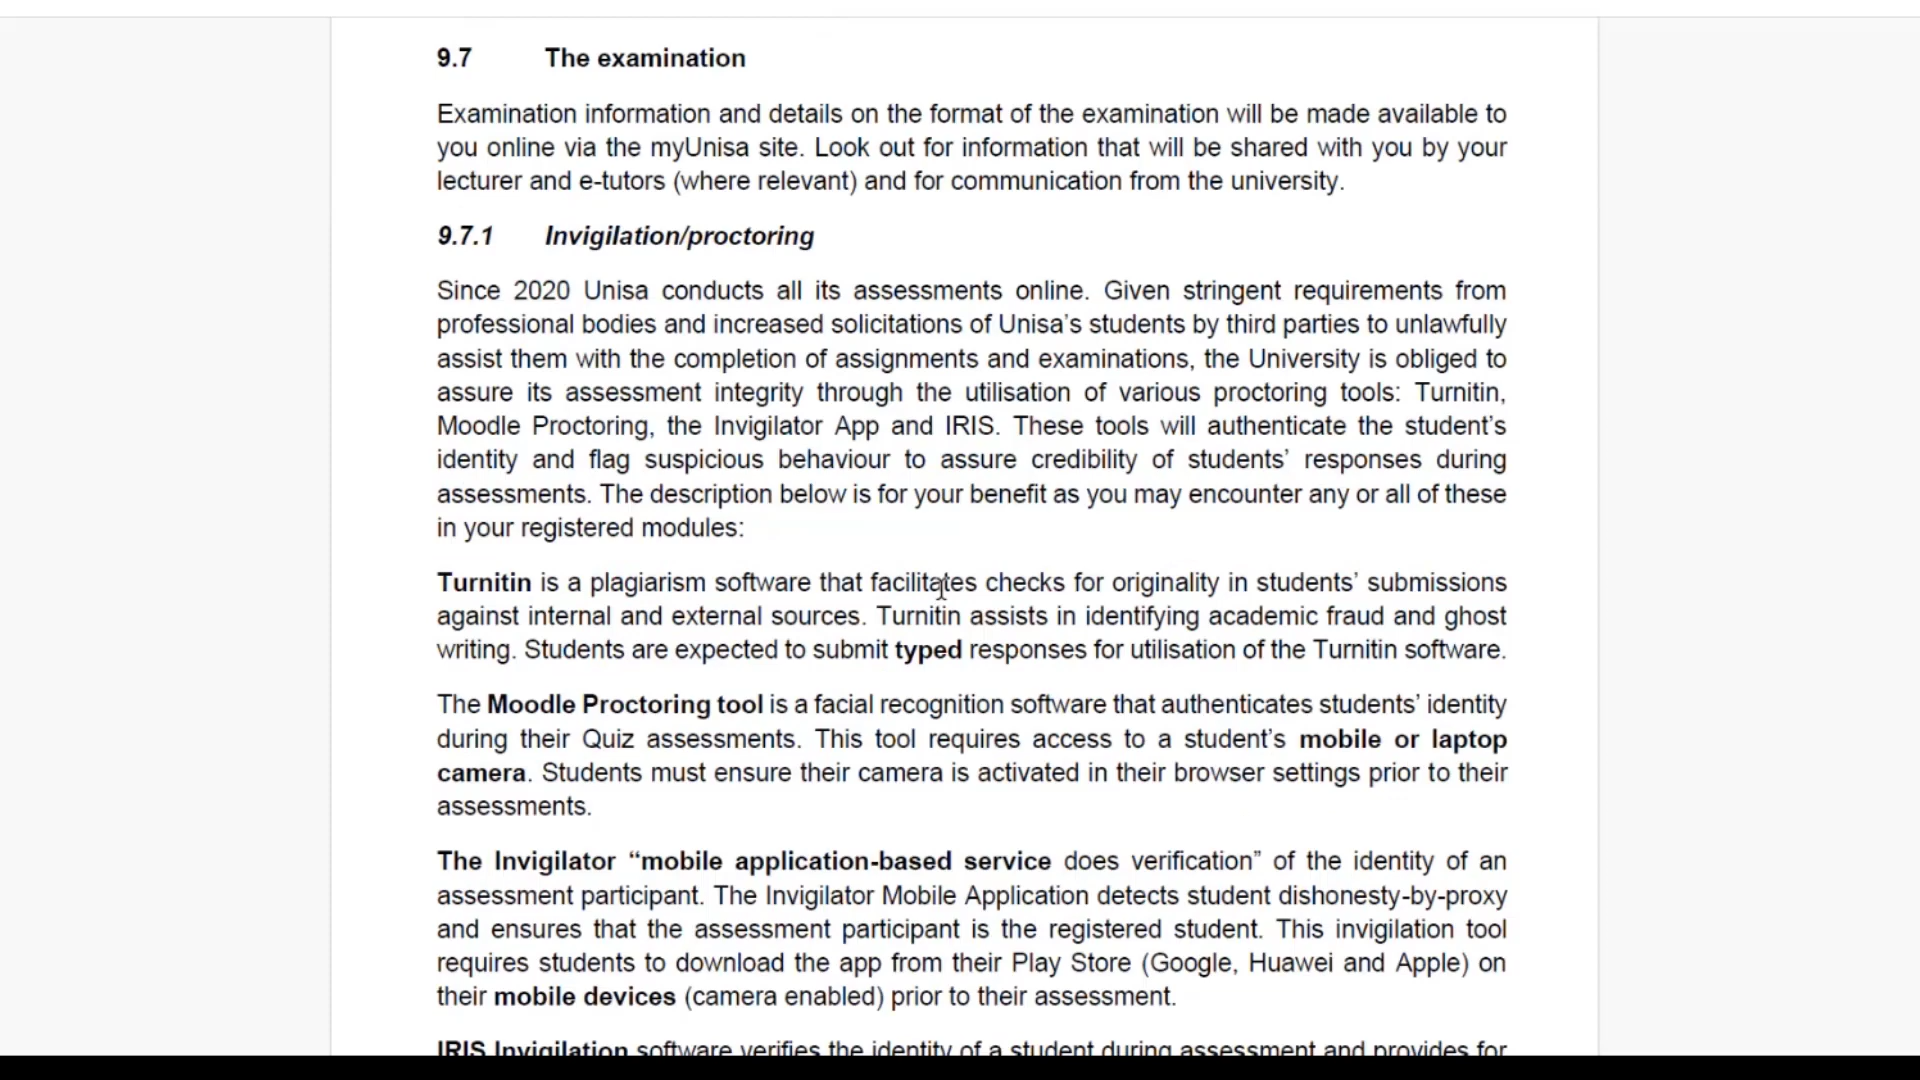 9.7 The examination
Examination information and details on the format of the examination will be made available to
you online via the myUnisa site. Look out for information that will be shared with you by your
lecturer and e-tutors (where relevant) and for communication from the university.
9.7.1 Invigilation/proctoring
Since 2020 Unisa conducts all its assessments online. Given stringent requirements from
professional bodies and increased solicitations of Unisa’s students by third parties to unlawfully
assist them with the completion of assignments and examinations, the University is obliged to
assure its assessment integrity through the utilisation of various proctoring tools: Turnitin,
Moodle Proctoring, the Invigilator App and IRIS. These tools will authenticate the student’s
identity and flag suspicious behaviour to assure credibility of students’ responses during
assessments. The description below is for your benefit as you may encounter any or all of these
in your registered modules:
Turnitin is a plagiarism software that facilitates checks for originality in students’ submissions
against internal and external sources. Turnitin assists in identifying academic fraud and ghost
writing. Students are expected to submit typed responses for utilisation of the Turnitin software.
The Moodle Proctoring tool is a facial recognition software that authenticates students’ identity
during their Quiz assessments. This tool requires access to a student’s mobile or laptop
camera. Students must ensure their camera is activated in their browser settings prior to their
assessments.
The Invigilator “mobile application-based service does verification” of the identity of an
assessment participant. The Invigilator Mobile Application detects student dishonesty-by-proxy
and ensures that the assessment participant is the registered student. This invigilation tool
requires students to download the app from their Play Store (Google, Huawei and Apple) on
their mobile devices (camera enabled) prior to their assessment.
IRIS Invigilation software verifies the identity of a student during assessment and provides for